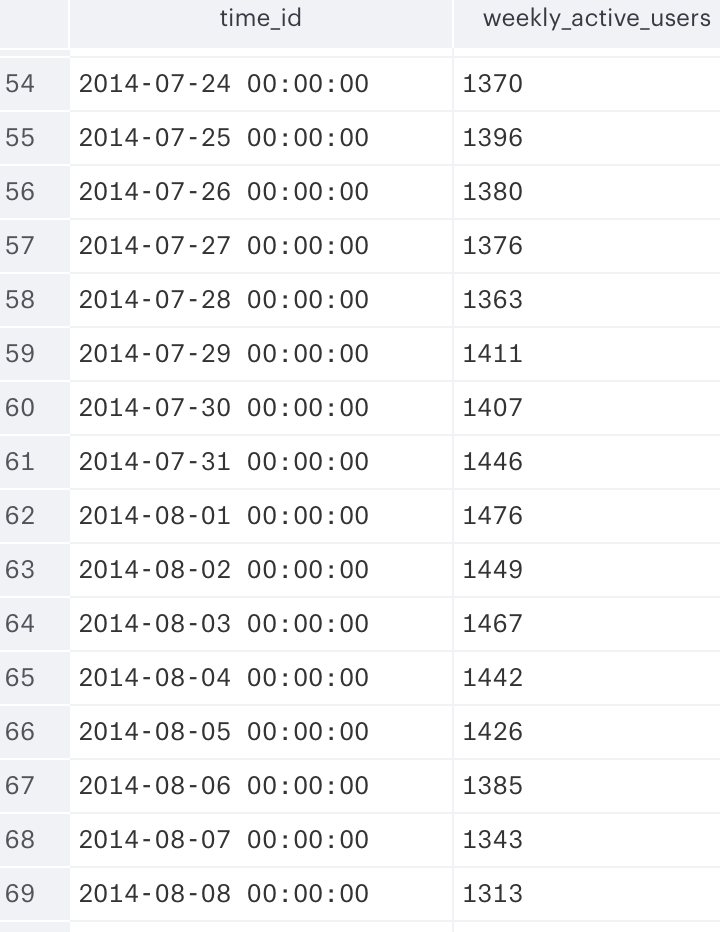 time_id weekly_active_users
54 2014-07-24 00:00:00 1370
55 2014-07-25 00:00:00 1396
56 2014-07-26 00:00:00 1380
57 2014-07-27 00:00:00 1376
58 2014-07-28 00:00:00 1363
59 2014-07-29 00:00:00 1411
60 2014-07-30 00:00:00 1407
61 2014-07-31 00:00:00 1446
62 2014-08-01 00:00:00 1476
63 2014-08-02 00:00:00 1449
64 2014-08-03 00:00:00 1467
65 2014-08-04 00:00:00 1442
66 2014-08-05 00:00:00 1426
67 2014-08-06 00:00:00 1385
68 2014-08-07 00:00:00 1343
69 2014-08-08 00:00:00 1313